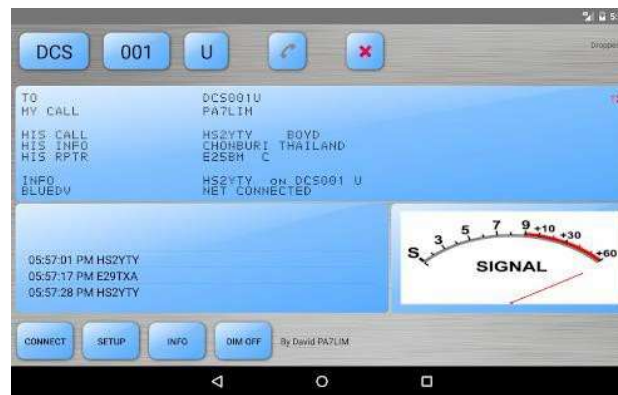 DCS 001 U
TO DCS001U
MY CALL PA7LIM
HIS CALL HS2YTY BOYD
HIS INFO CHONBURI THAILAND
HIS RPTR E25BM C
INFO HS2YTY on DCS001 U
BLUEDV NET CONNECTED
05:57:01 PM HS2YTY
05:57:17 PM E29TXA
05:57:28 PM HS2YTY
S 3 5 7 9 +10 +30 +60
SIGNAL
CONNECT SETUP INFO DIM OFF By David PA7LIM